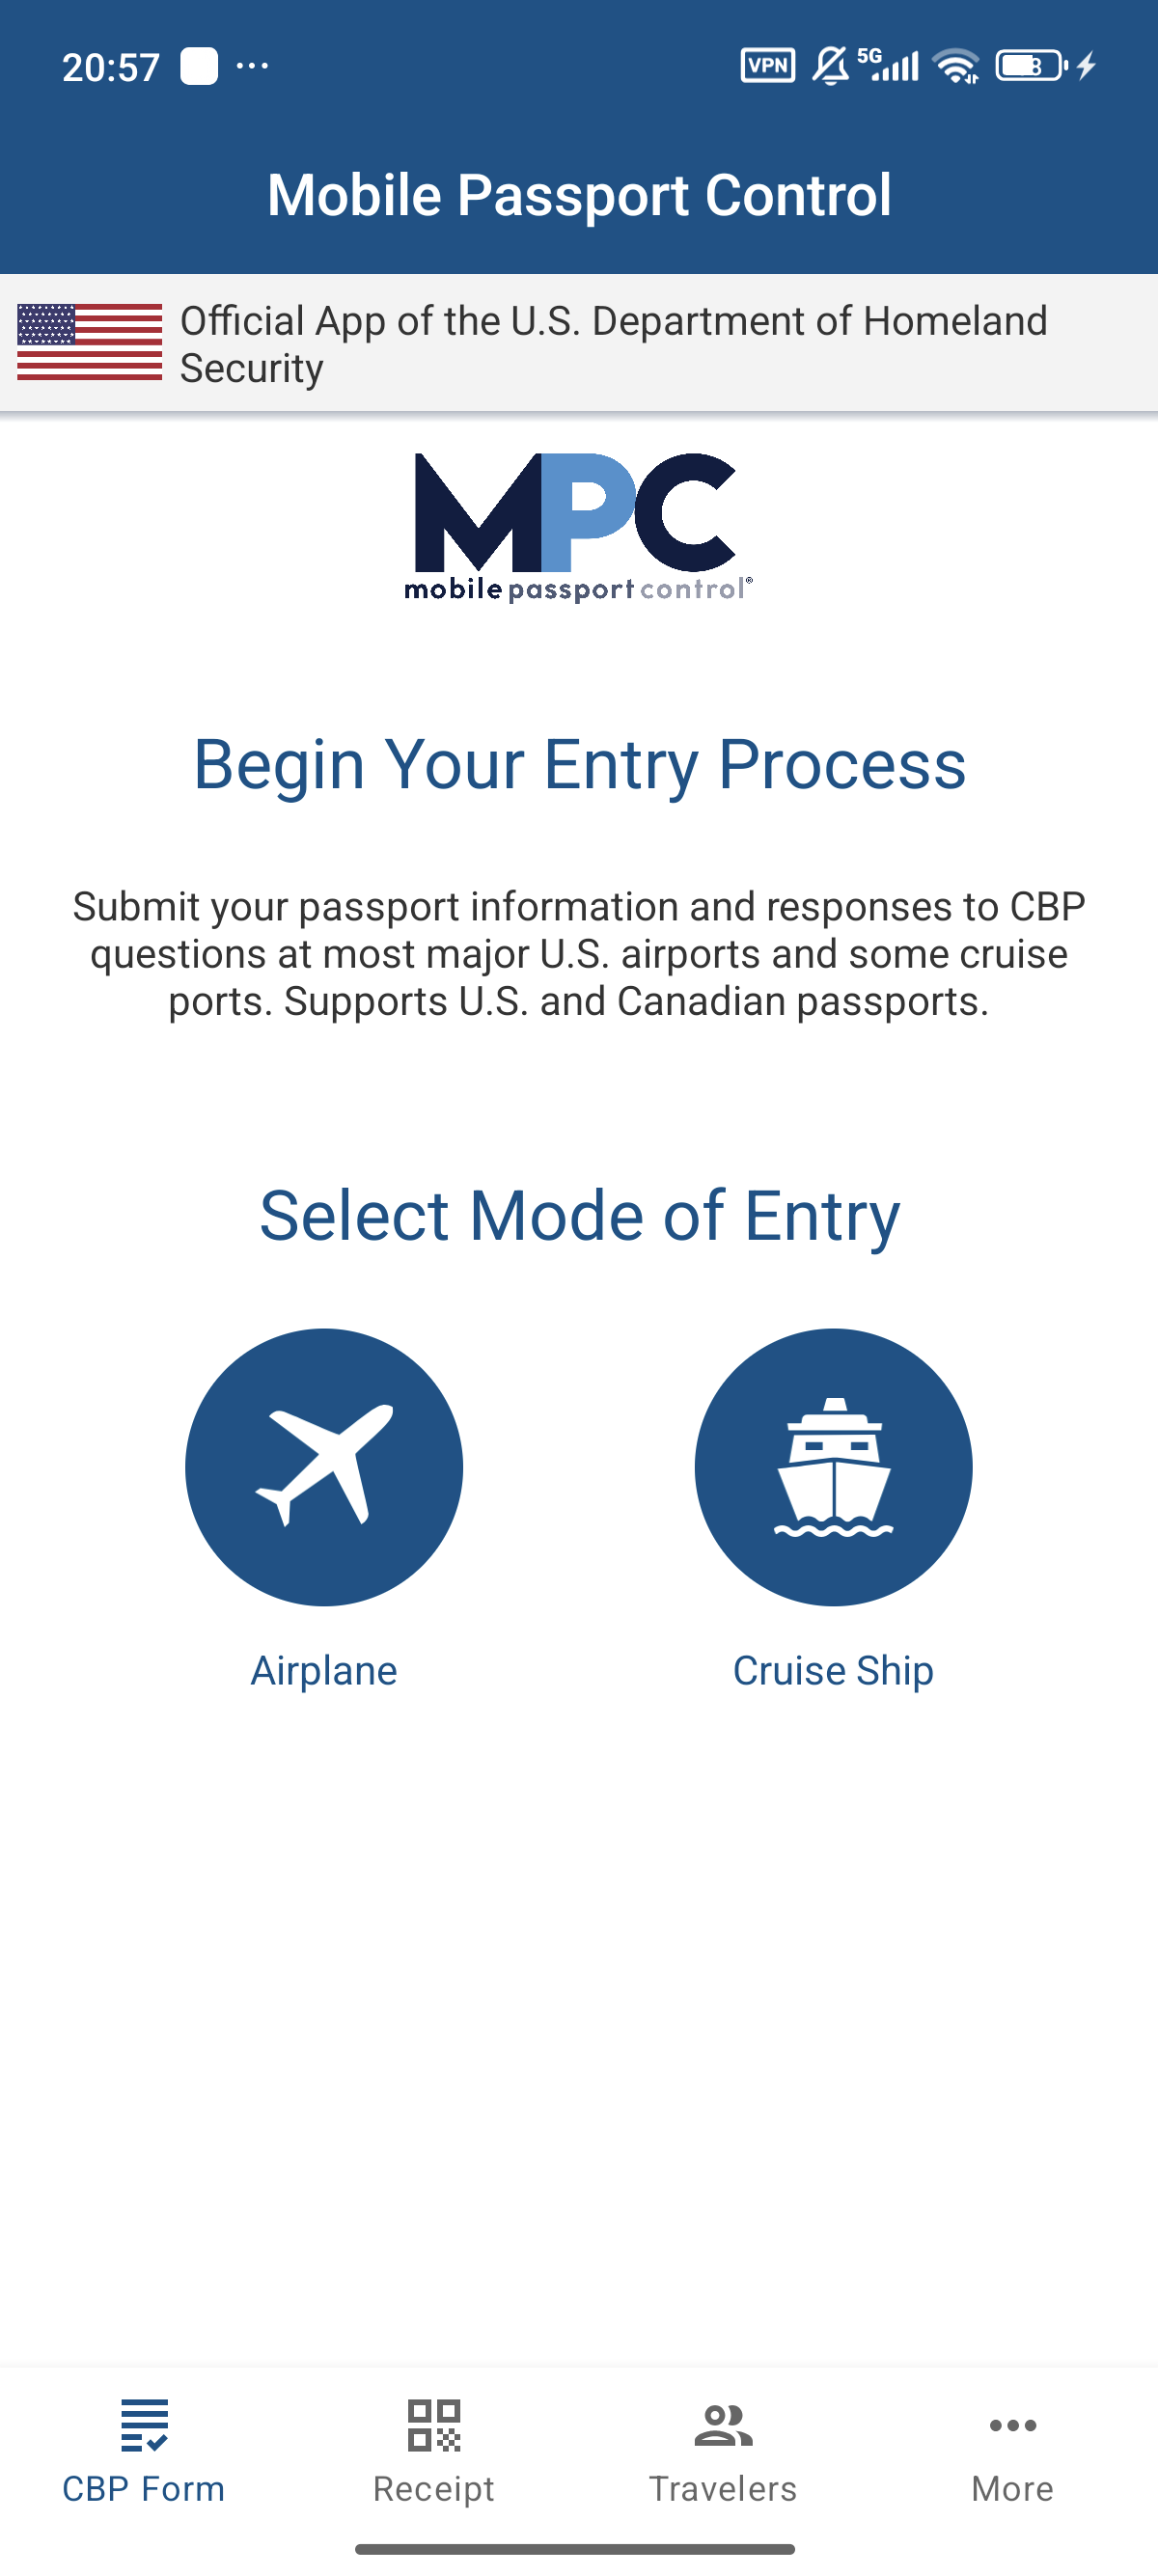 20:57
VPN 5G
Mobile Passport Control
Official App of the U.S. Department of Homeland
Security
MPC
mobile passport control®
Begin Your Entry Process
Submit your passport information and responses to CBP
questions at most major U.S. airports and some cruise
ports. Supports U.S. and Canadian passports.
Select Mode of Entry
Airplane
Cruise Ship
CBP Form
Receipt
Travelers
More